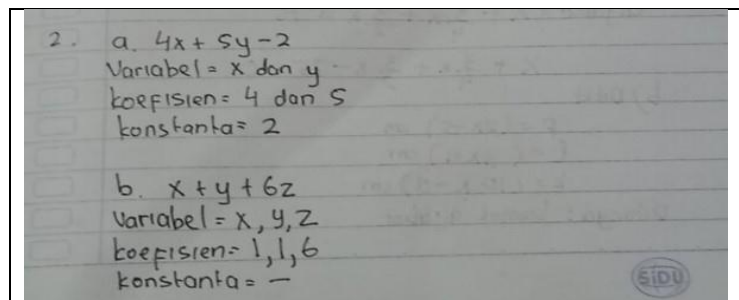 2. a. 4x + 5y - 2
Variabel = x dan y
koefisien = 4 dan 5
konstanta = 2
b. x + y + 6z
Variabel = x, y, z
koefisien = 1, 1, 6
konstanta = -
SiDU